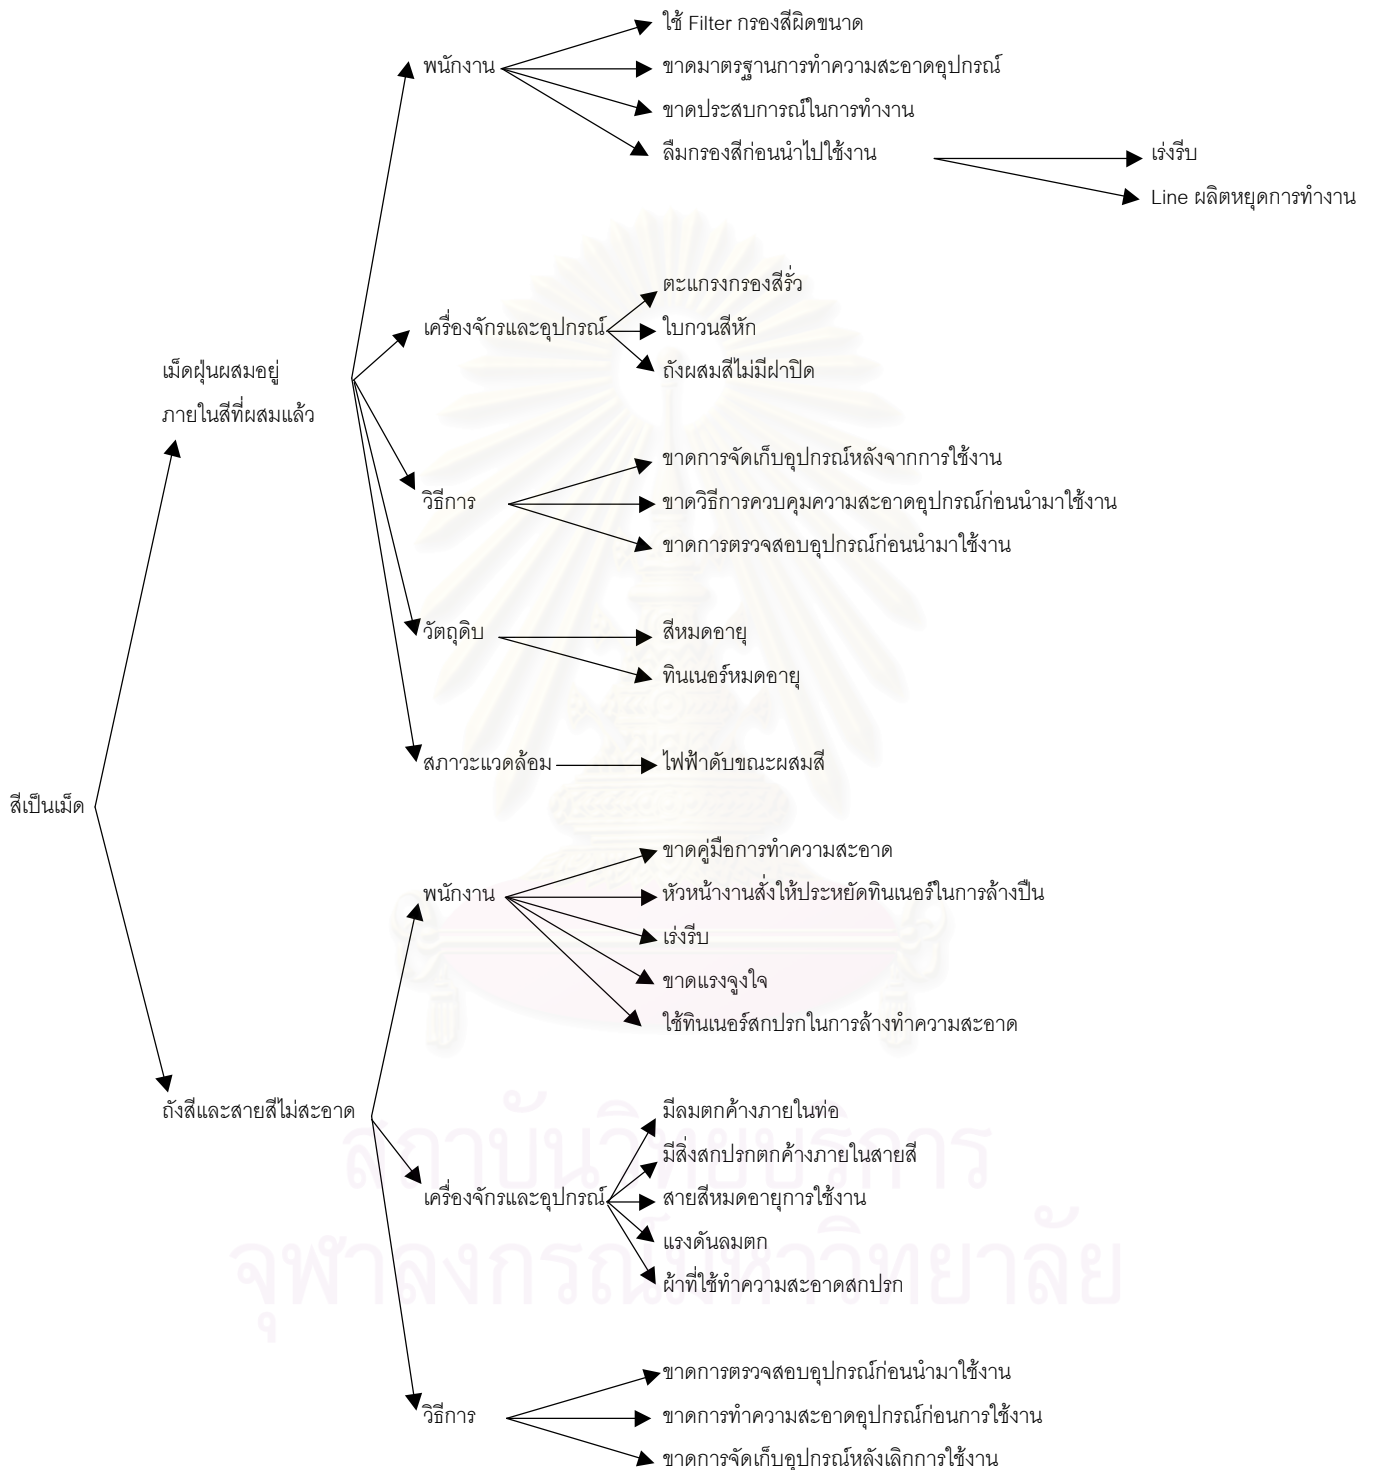 ใช้ Filter กรองสีผิดขนาด
พนักงาน
ขาดมาตรฐานการทำความสะอาดอุปกรณ์
ขาดประสบการณ์ในการทำงาน
ลืมกรองสีก่อนนำไปใช้งาน
เร่งรีบ
Line ผลิตหยุดการทำงาน
ตะแกรงกรองสีรั่ว
เครื่องจักรและอุปกรณ์
ใบกวนสีหัก
ถังผสมสีไม่มีฝาปิด
เม็ดฝุ่นผสมอยู่
ภายในสีที่ผสมแล้ว
ขาดการจัดเก็บอุปกรณ์หลังจากการใช้งาน
วิธีการ
ขาดวิธีการควบคุมความสะอาดอุปกรณ์ก่อนนำมาใช้งาน
ขาดการตรวจสอบอุปกรณ์ก่อนนำมาใช้งาน
วัตถุดิบ
สีหมดอายุ
ทินเนอร์หมดอายุ
สภาวะแวดล้อม
ไฟฟ้าดับขณะผสมสี
สีเป็นเม็ด
ขาดคู่มือการทำความสะอาด
พนักงาน
หัวหน้างานสั่งให้ประหยัดทินเนอร์ในการล้างปืน
เร่งรีบ
ขาดแรงจูงใจ
ใช้ทินเนอร์สกปรกในการล้างทำความสะอาด
ถังสีและสายสีไม่สะอาด
มีลมตกค้างภายในท่อ
มีสิ่งสกปรกตกค้างภายในสายสี
เครื่องจักรและอุปกรณ์
สายสีหมดอายุการใช้งาน
แรงดันลมตก
ผ้าที่ใช้ทำความสะอาดสกปรก
ขาดการตรวจสอบอุปกรณ์ก่อนนำมาใช้งาน
วิธีการ
ขาดการทำความสะอาดอุปกรณ์ก่อนการใช้งาน
ขาดการจัดเก็บอุปกรณ์หลังเลิกการใช้งาน
สถาบันวิทยบริการ
จุฬาลงกรณ์มหาวิทยาลัย